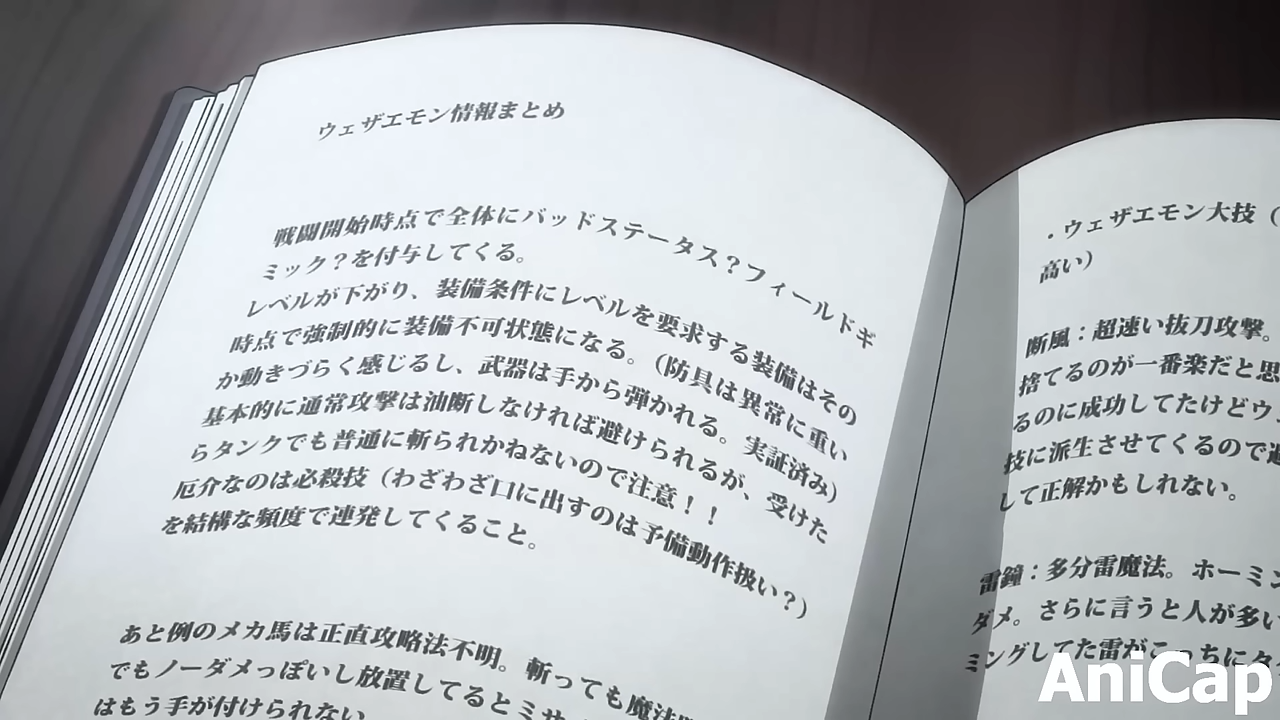 ウェザエモン情報まとめ
戦闘開始時点で全体にバッドステータス？フィールドギ
ミック？を付与してくる。
レベルが下がり、装備条件にレベルを要求する装備はその
時点で強制的に装備不可状態になる。（防具は異常に重い
か動きづらく感じるし、武器は手から弾かれる。実証済み）
基本的に通常攻撃は油断しなければ避けられるが、受けた
らタンクでも普通に斬られかねないので注意！！
厄介なのは必殺技（わざわざ口に出すのは予備動作扱い？）
を結構な頻度で連発してくること。
あと例のメカ馬は正直攻略法不明。斬っても魔法
でもノーダメっぽいし放置してるとミサ
はもう手が付けられない
・ウェザエモン大技（
高い）
断風：超速い抜刀攻撃。
捨てるのが一番楽だと思
るのに成功してたけどウ
技に派生させてくるので
して正解かもしれない。
雷鐘：多分雷魔法。ホーミン
ダメ。さらに言うと人が多い
ミングしてた雷がこっちに
AniCap